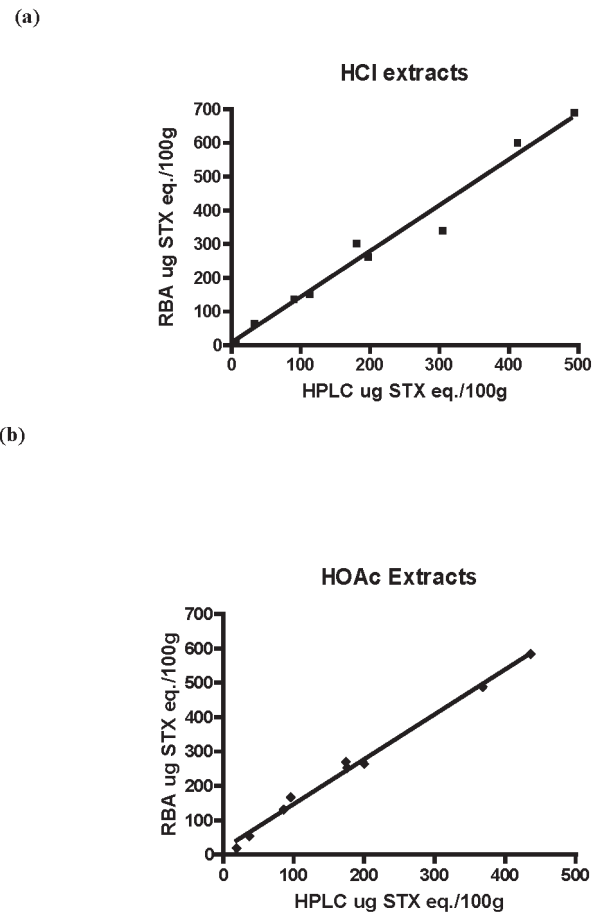 (a)
HCl extracts
700
600
500
400
300
200
100
0
0 100 200 300 400 500
RBA ug STX eq./100g
HPLC ug STX eq./100g
(b)
HOAc Extracts
700
600
500
400
300
200
100
0
0 100 200 300 400 500
RBA ug STX eq./100g
HPLC ug STX eq./100g